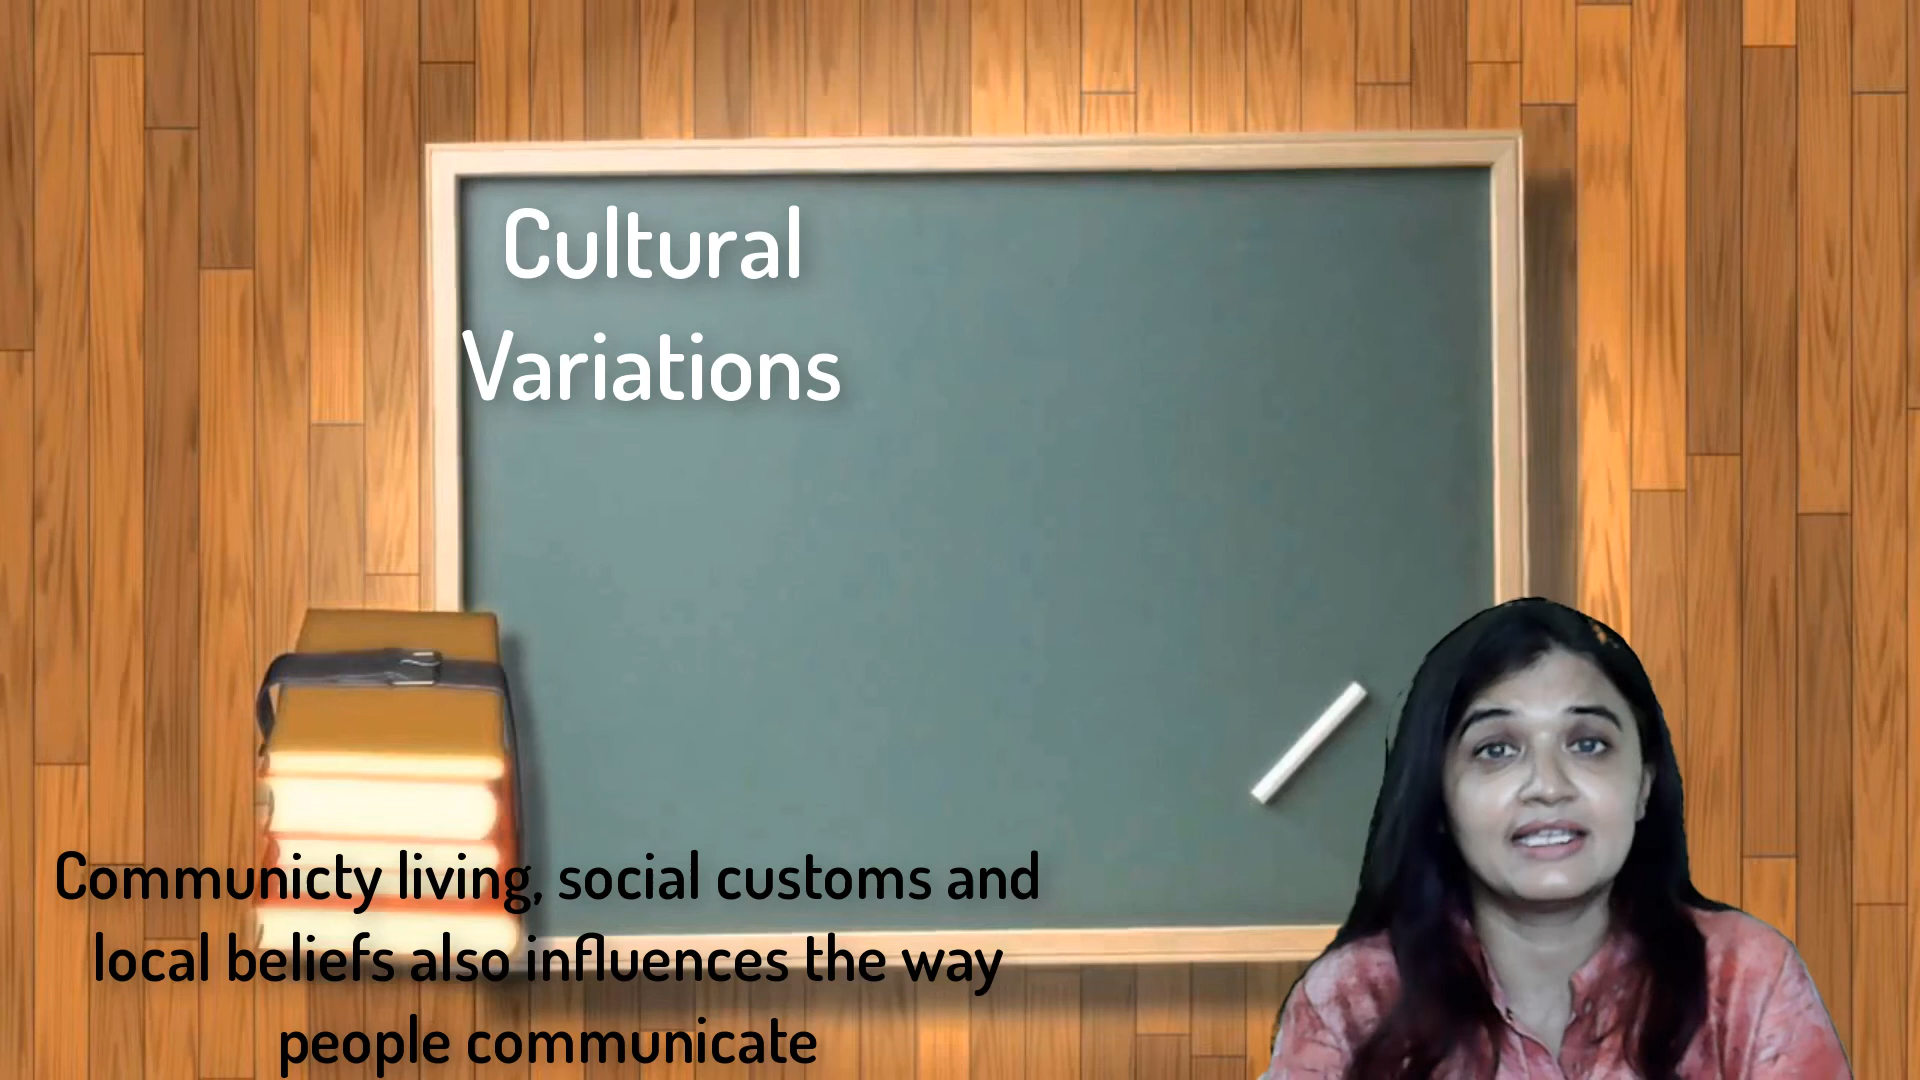 Cultural
Variations
Communicty living, social customs and
local beliefs also influences the way
people communicate